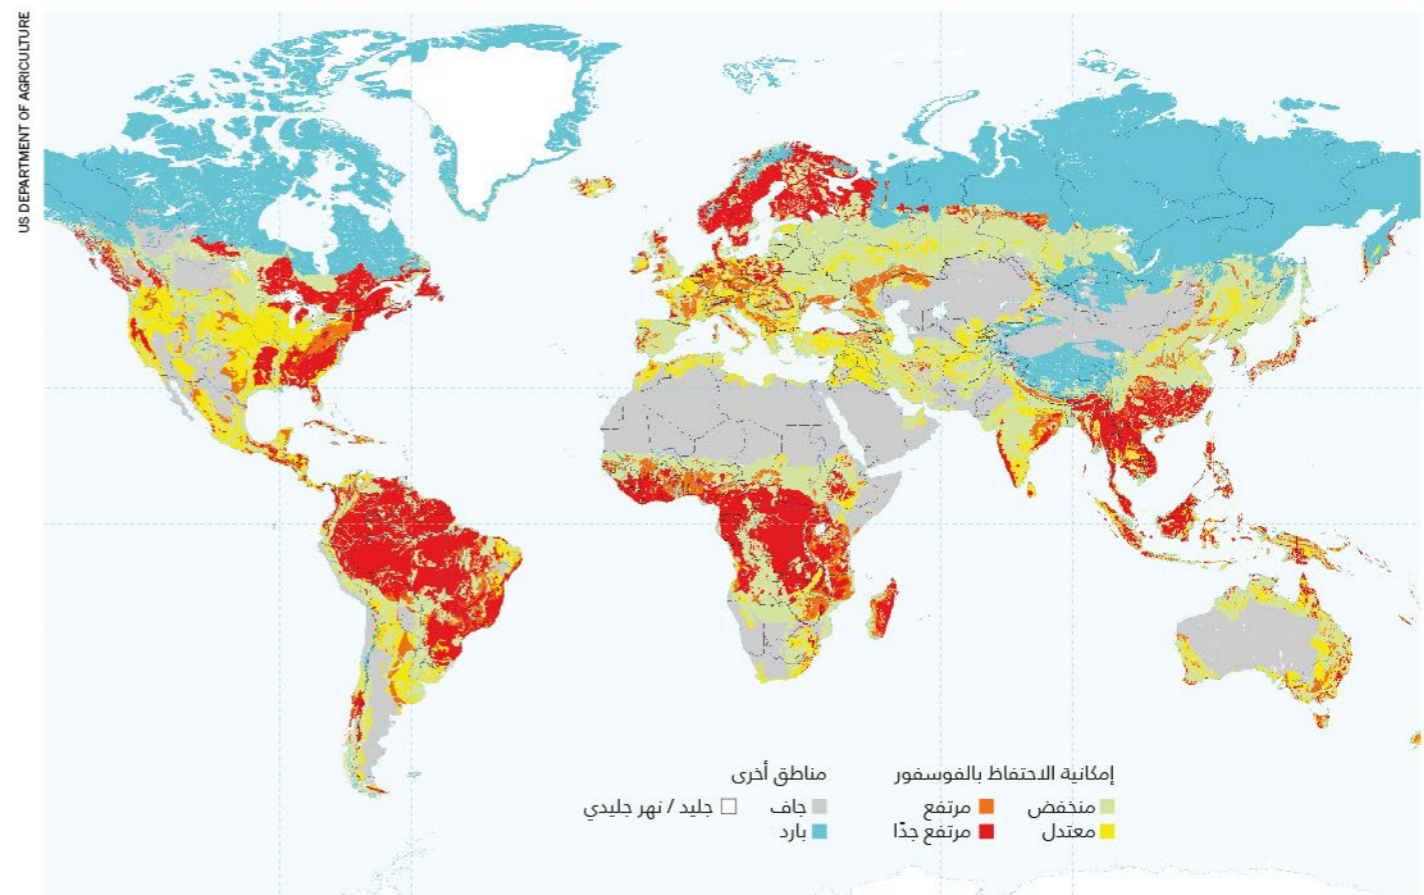 US DEPARTMENT OF AGRICULTURE
إمكانية الاحتفاظ بالفوسفور
منخفض
مرتفع
معتدل
مرتفع جدًا
مناطق أخرى
جاف
جليد / نهر جليدي
بارد